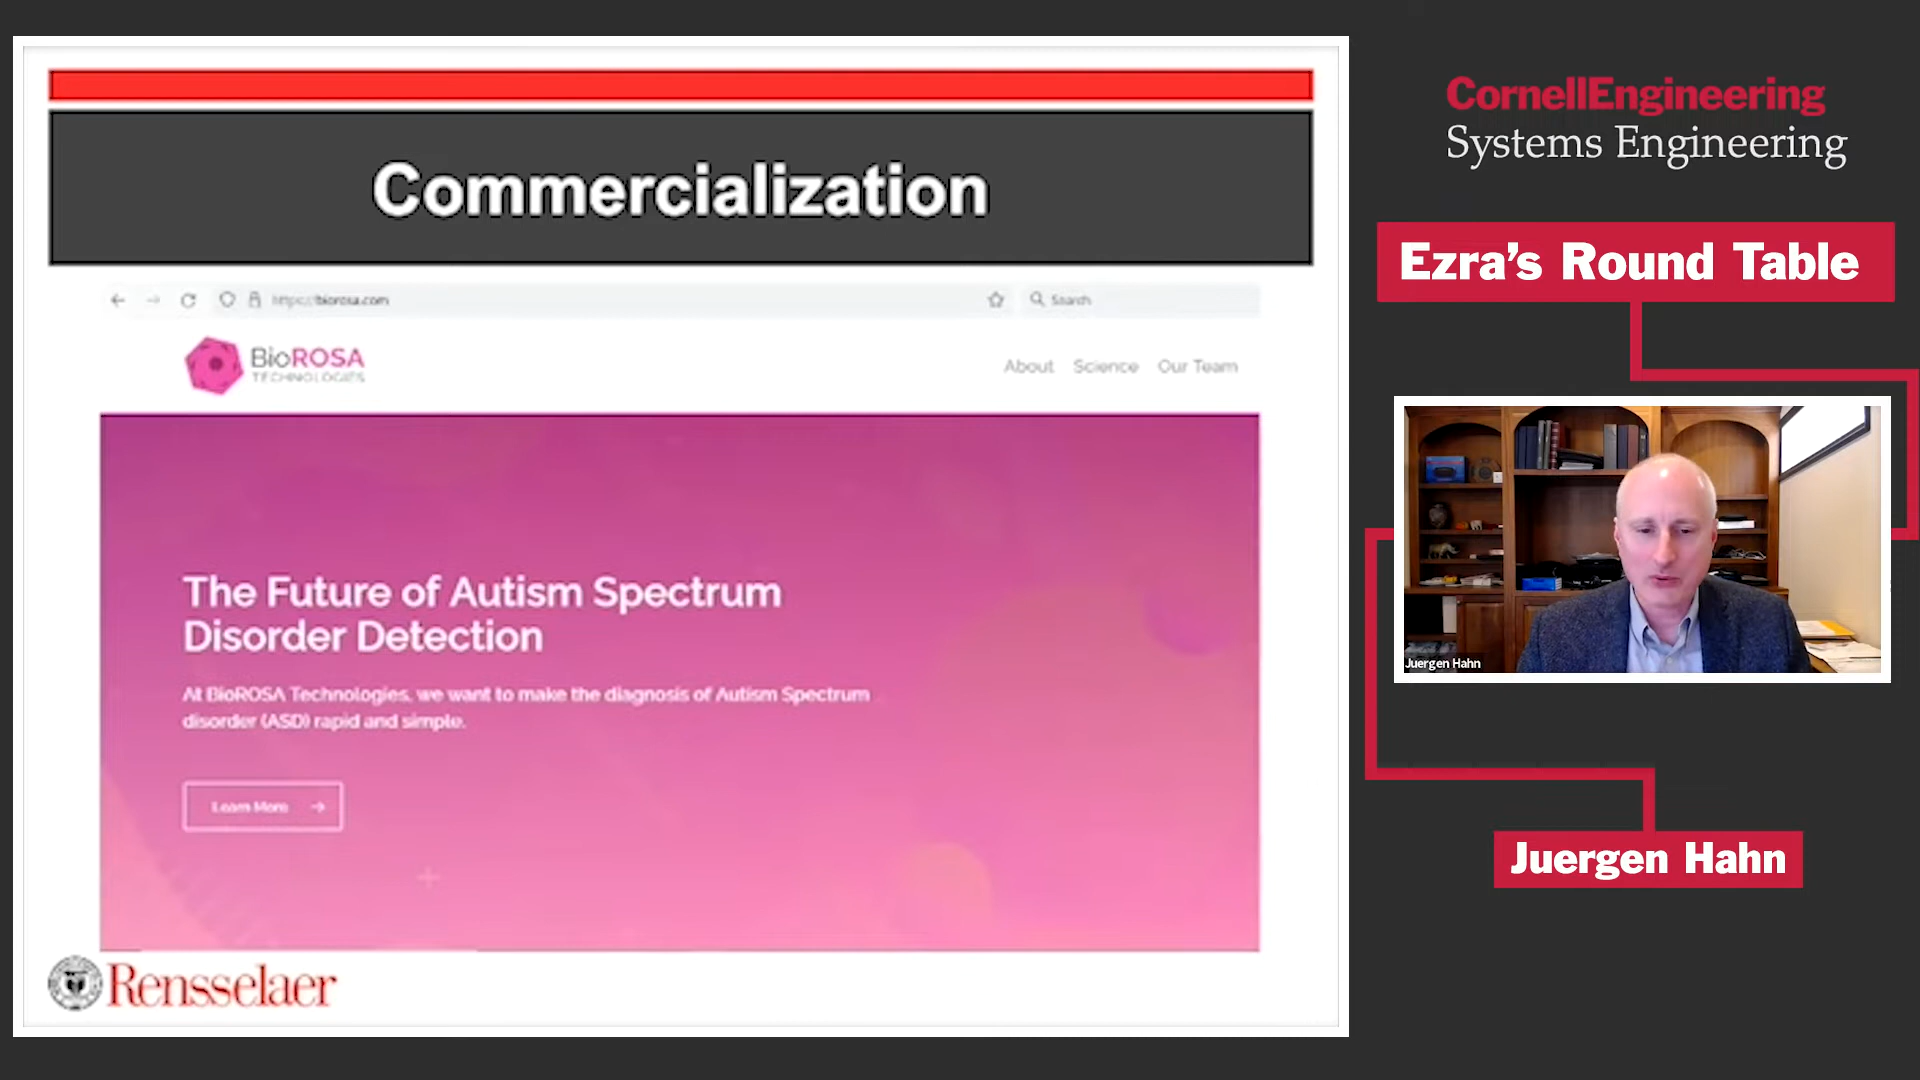 Commercialization
https://biorosa.com
Search
BioROSA
TECHNOLOGIES
About Science Our Team
The Future of Autism Spectrum
Disorder Detection
At BioROSA Technologies, we want to make the diagnosis of Autism Spectrum
disorder (ASD) rapid and simple.
Learn More →
Rensselaer
CornellEngineering
Systems Engineering
Ezra's Round Table
Juergen Hahn
Juergen Hahn